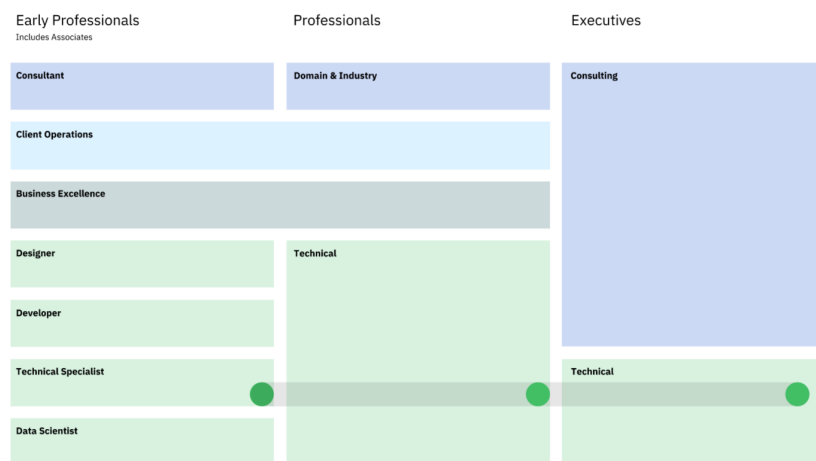 Early Professionals
Includes Associates
Professionals
Executives
Consultant
Domain & Industry
Consulting
Client Operations
Business Excellence
Designer
Technical
Developer
Technical Specialist
Technical
Data Scientist